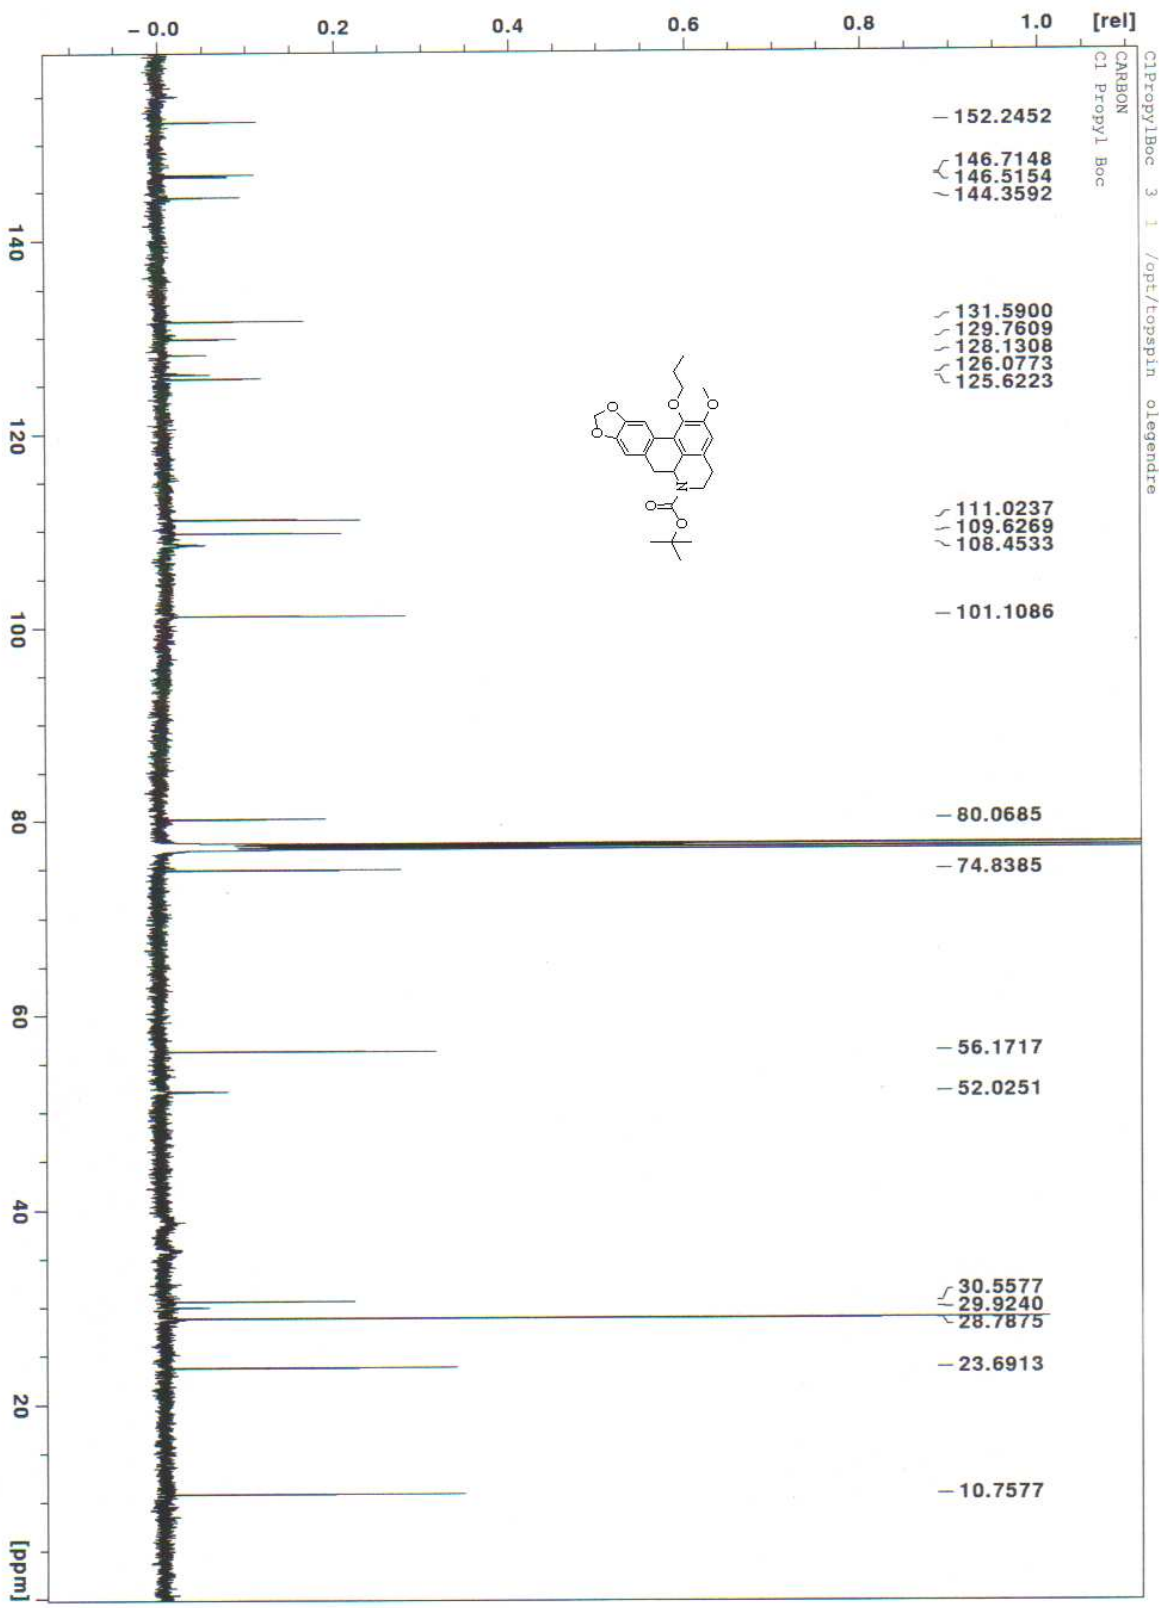 ClPropylBoc 3 1 /opt/topspin olegendre
CARBON
Cl Propyl Boc
[rel]
- 0.0 0.2 0.4 0.6 0.8 1.0
152.2452
146.7148
146.5154
144.3592
131.5900
129.7609
128.1308
126.0773
125.6223
111.0237
109.6269
108.4533
101.1086
80.0685
74.8385
56.1717
52.0251
30.5577
29.9240
28.7875
23.6913
10.7577
O
O
O
O
N
O
O
140 120 100 80 60 40 20 [ppm]